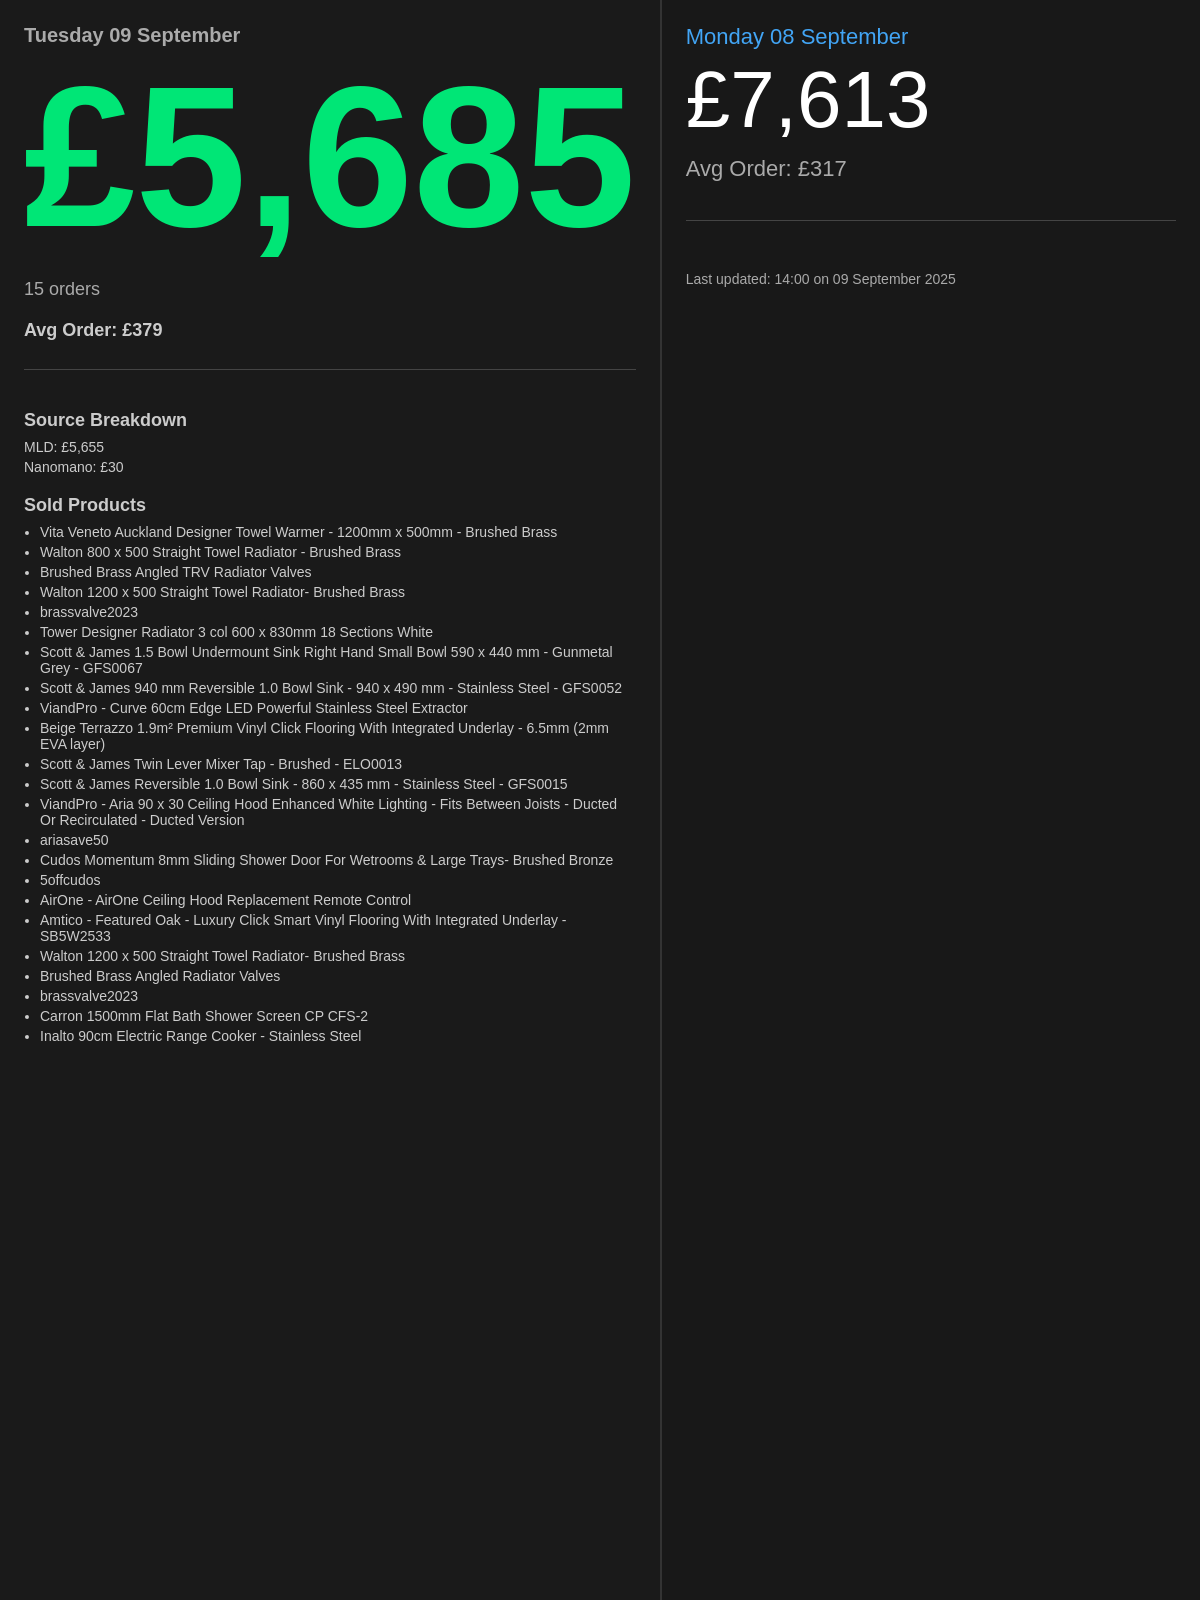 Tuesday 09 September
£5,685
15 orders
Avg Order: £379
Source Breakdown
MLD: £5,655
Nanomano: £30
Sold Products
• Vita Veneto Auckland Designer Towel Warmer - 1200mm x 500mm - Brushed Brass
• Walton 800 x 500 Straight Towel Radiator - Brushed Brass
• Brushed Brass Angled TRV Radiator Valves
• Walton 1200 x 500 Straight Towel Radiator- Brushed Brass
• brassvalve2023
• Tower Designer Radiator 3 col 600 x 830mm 18 Sections White
• Scott & James 1.5 Bowl Undermount Sink Right Hand Small Bowl 590 x 440 mm - Gunmetal
Grey - GFS0067
• Scott & James 940 mm Reversible 1.0 Bowl Sink - 940 x 490 mm - Stainless Steel - GFS0052
• ViandPro - Curve 60cm Edge LED Powerful Stainless Steel Extractor
• Beige Terrazzo 1.9m² Premium Vinyl Click Flooring With Integrated Underlay - 6.5mm (2mm
EVA layer)
• Scott & James Twin Lever Mixer Tap - Brushed - ELO0013
• Scott & James Reversible 1.0 Bowl Sink - 860 x 435 mm - Stainless Steel - GFS0015
• ViandPro - Aria 90 x 30 Ceiling Hood Enhanced White Lighting - Fits Between Joists - Ducted
Or Recirculated - Ducted Version
• ariasave50
• Cudos Momentum 8mm Sliding Shower Door For Wetrooms & Large Trays- Brushed Bronze
• 5offcudos
• AirOne - AirOne Ceiling Hood Replacement Remote Control
• Amtico - Featured Oak - Luxury Click Smart Vinyl Flooring With Integrated Underlay -
SB5W2533
• Walton 1200 x 500 Straight Towel Radiator- Brushed Brass
• Brushed Brass Angled Radiator Valves
• brassvalve2023
• Carron 1500mm Flat Bath Shower Screen CP CFS-2
• Inalto 90cm Electric Range Cooker - Stainless Steel
Monday 08 September
£7,613
Avg Order: £317
Last updated: 14:00 on 09 September 2025